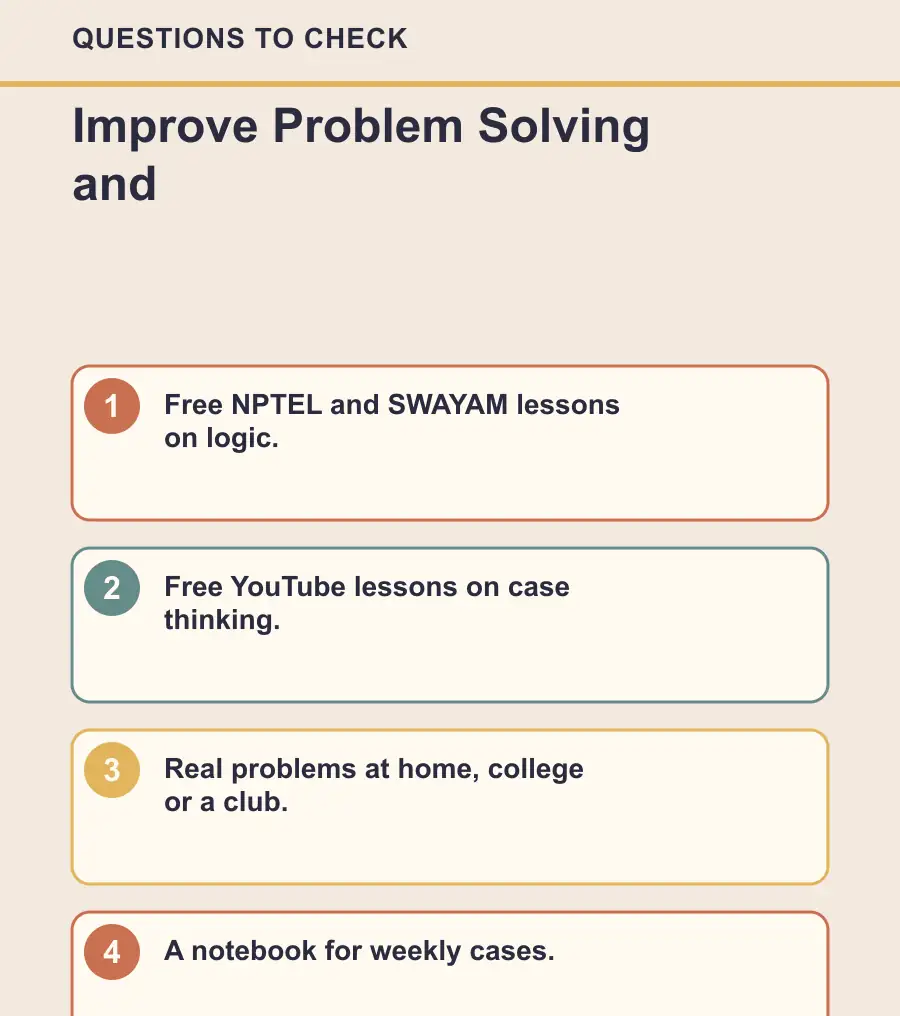 QUESTIONS TO CHECK
Improve Problem Solving
and
1
Free NPTEL and SWAYAM lessons
on logic.
2
Free YouTube lessons on case
thinking.
3
Real problems at home, college
or a club.
4
A notebook for weekly cases.